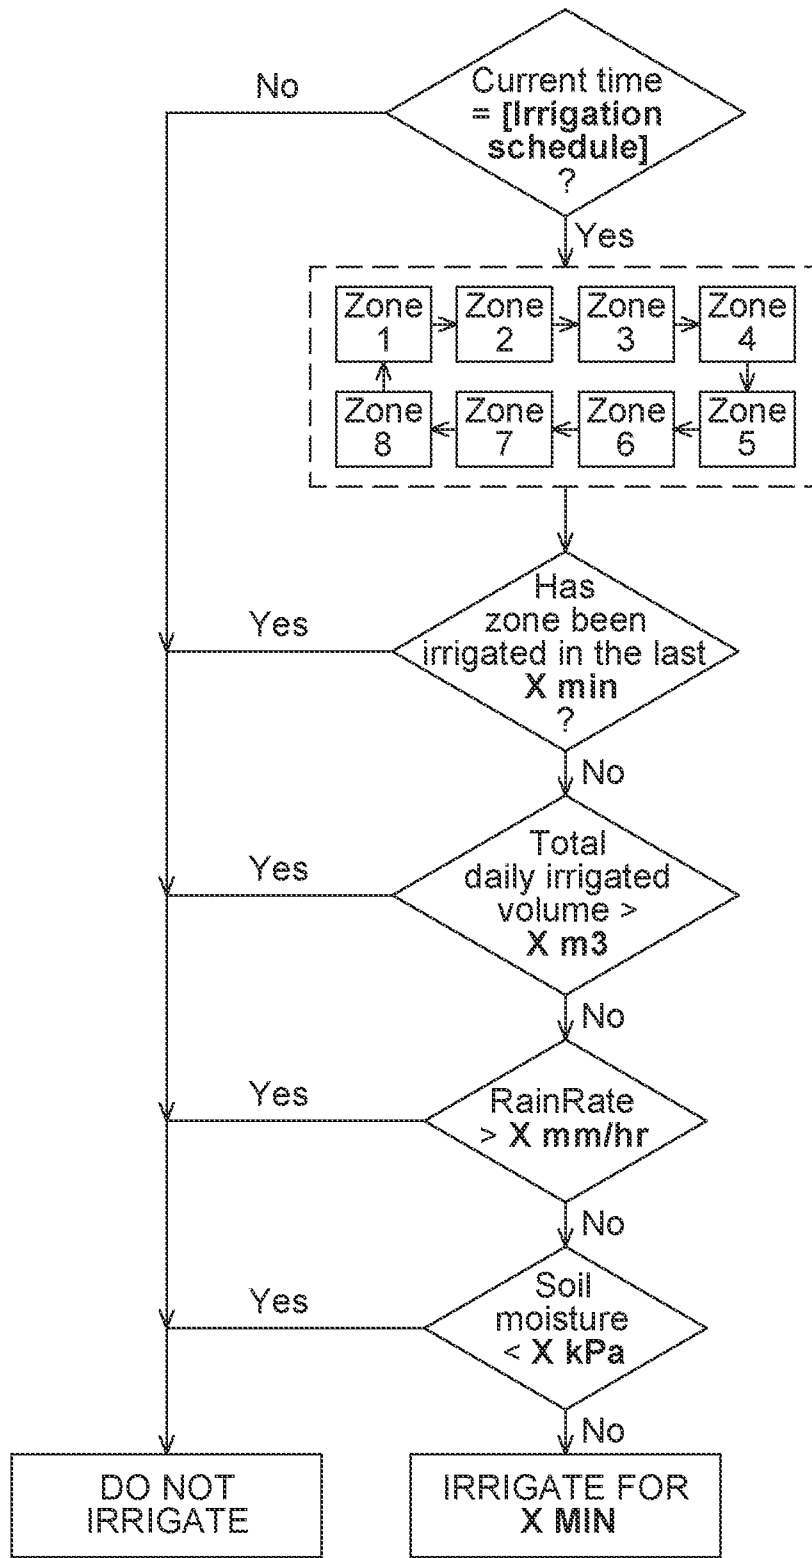 No
Current time
= [Irrigation
schedule]
?
Yes
Zone
1
Zone
2
Zone
3
Zone
4
Zone
8
Zone
7
Zone
6
Zone
5
Has
zone been
irrigated in the last
X min
?
Yes
No
Total
daily irrigated
volume >
X m3
Yes
No
RainRate
> X mm/hr
Yes
No
Soil
moisture
< X kPa
Yes
No
DO NOT
IRRIGATE
IRRIGATE FOR
X MIN